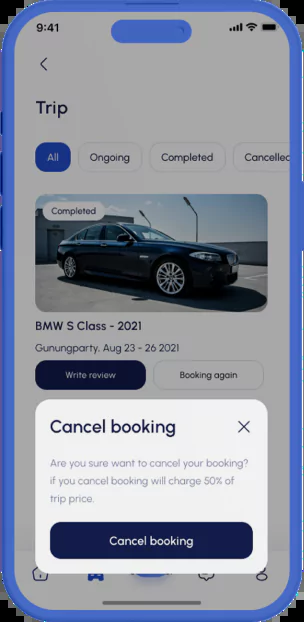 9:41
Trip
All Ongoing Completed Cancelled
Completed
BMW S Class - 2021
Gunungparty, Aug 23 - 26 2021
Write review Booking again
Cancel booking
Are you sure want to cancel your booking?
if you cancel booking will charge 50% of
trip price.
Cancel booking